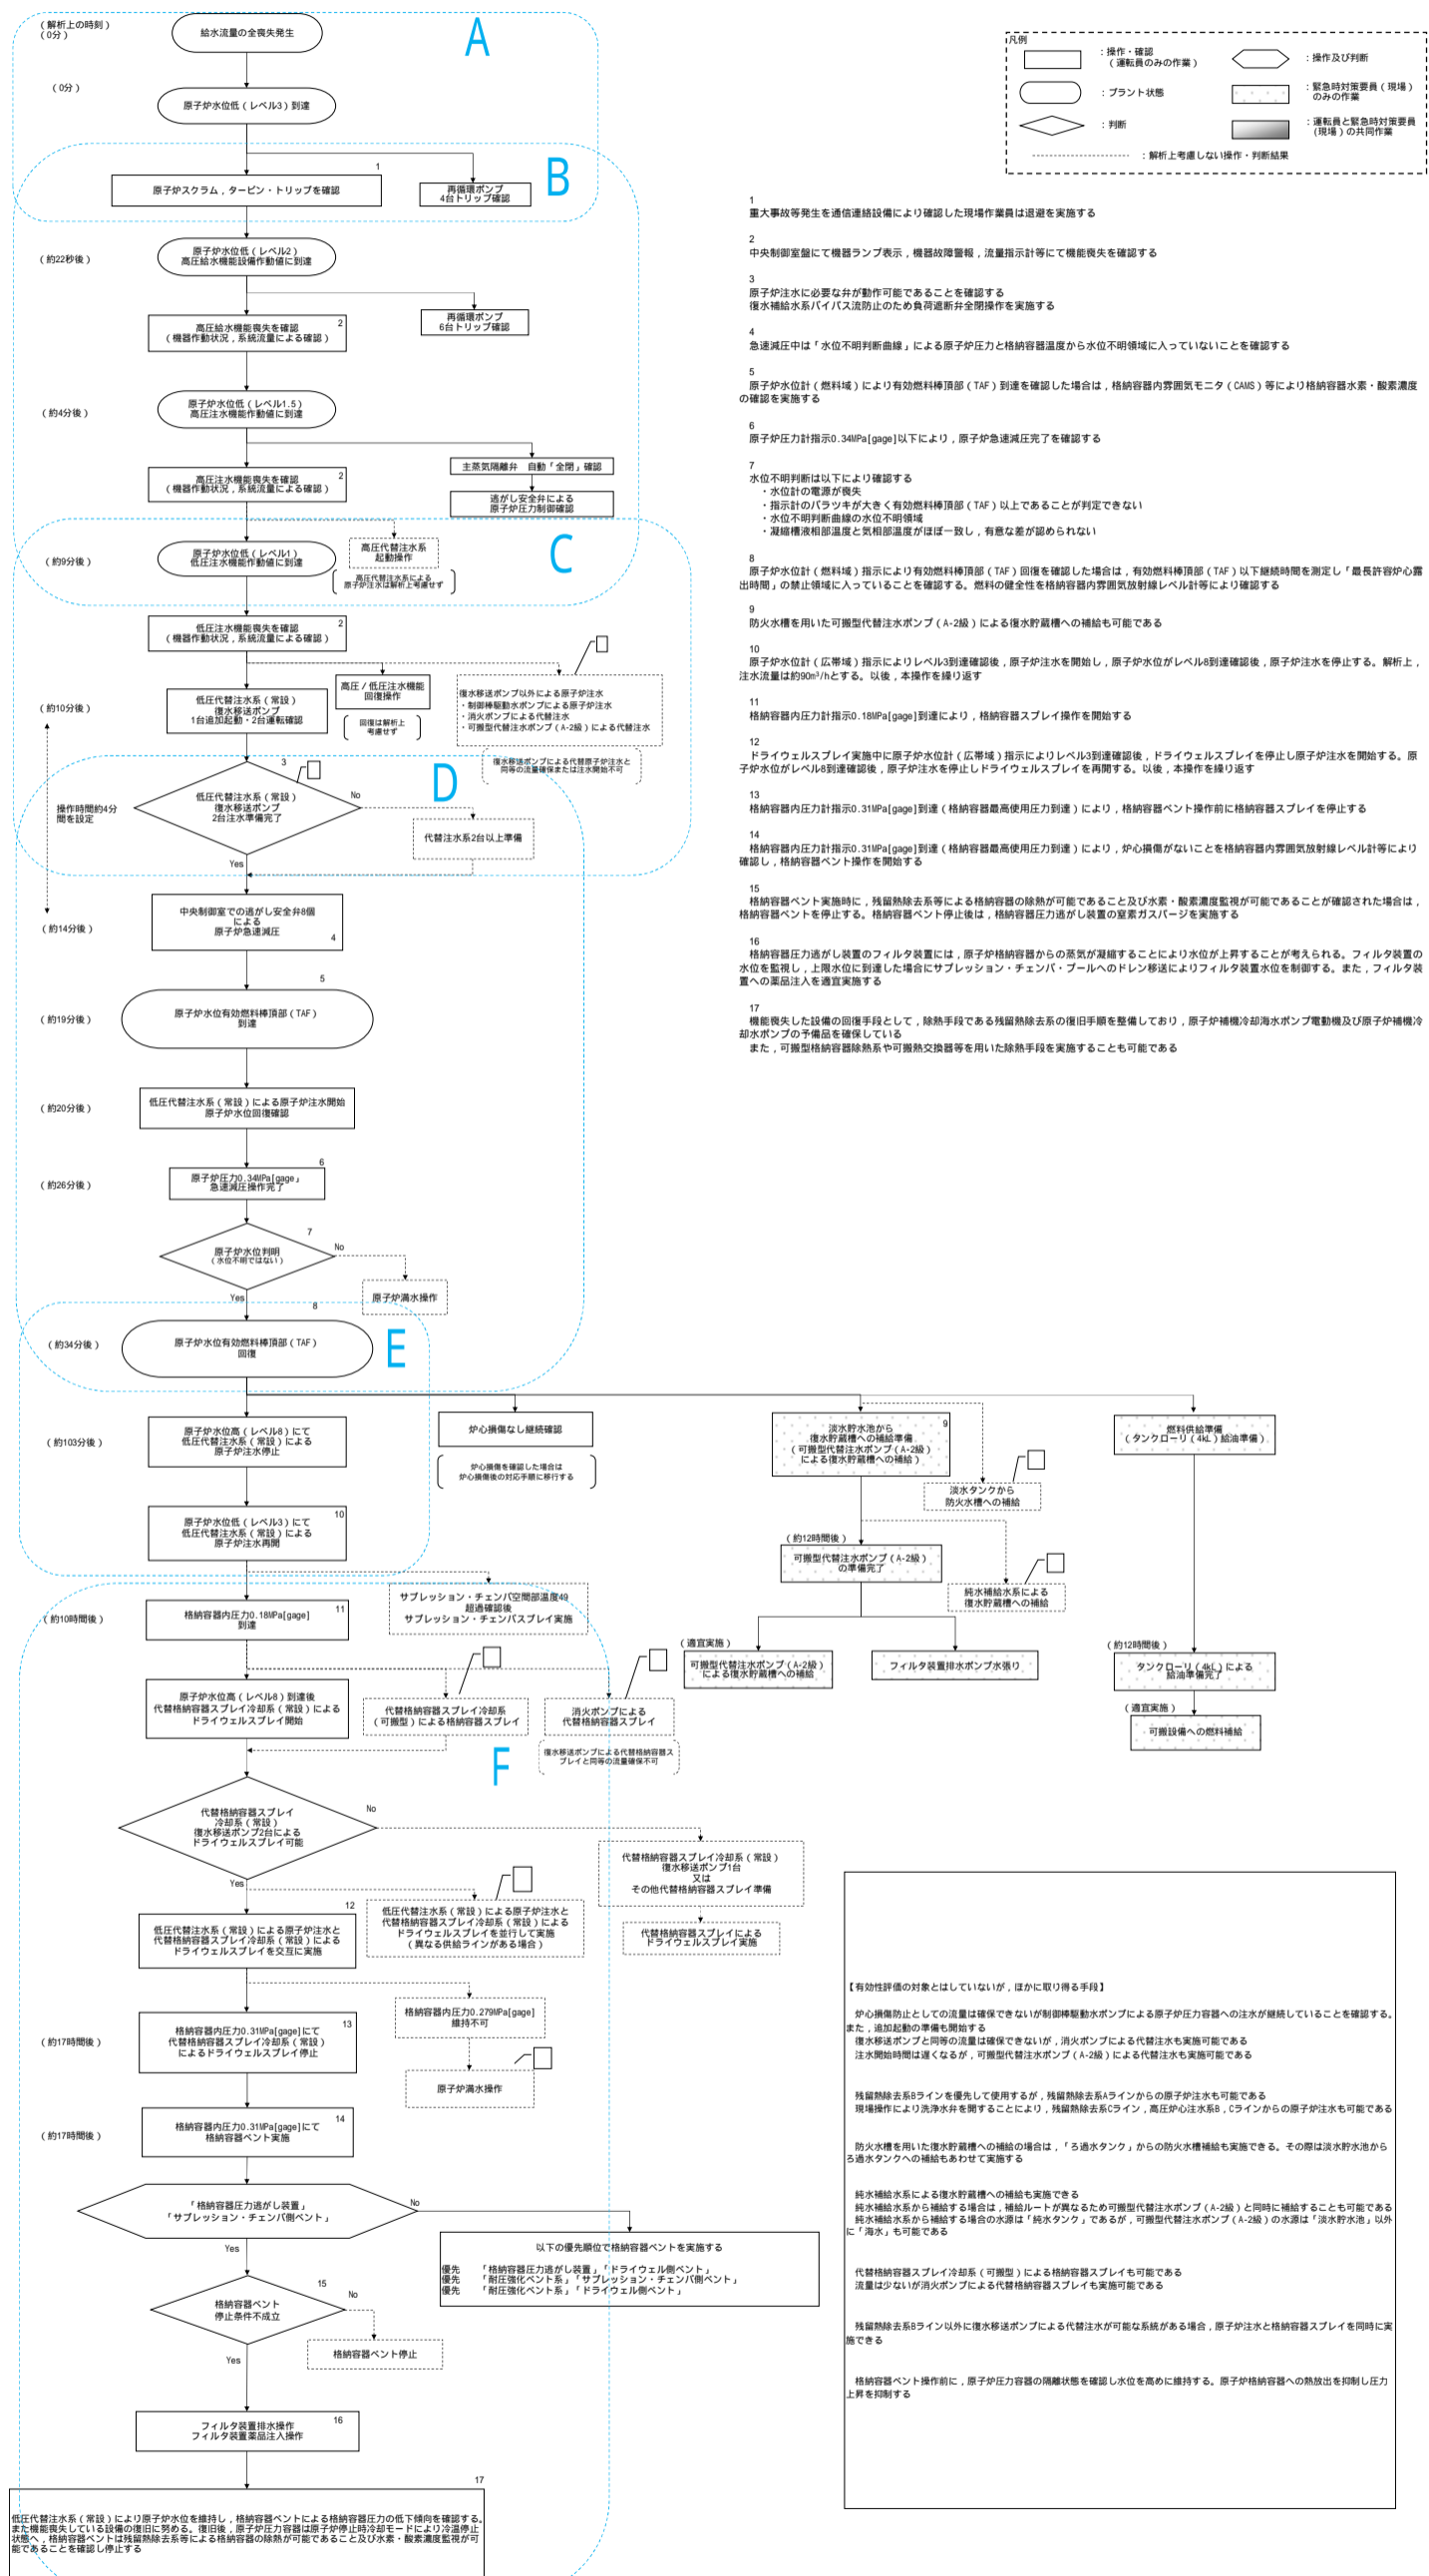 （解析上の時刻）
（0分）
給水流量の全喪失発生
A
（0分）
原子炉水位低（レベル3）到達
B
1
原子炉スクラム，タービン・トリップを確認
再循環ポンプ
4台トリップ確認
（約22秒後）
原子炉水位低（レベル2）
高圧給水機能設備作動値に到達
2
高圧給水機能喪失を確認
（機器作動状況，系統流量による確認）
再循環ポンプ
6台トリップ確認
（約4分後）
原子炉水位低（レベル1.5）
高圧注水機能作動値に到達
2
高圧注水機能喪失を確認
（機器作動状況，系統流量による確認）
主蒸気隔離弁　自動「全閉」確認
逃がし安全弁による
原子炉圧力制御確認
C
（約9分後）
原子炉水位低（レベル1）
低圧注水機能作動値に到達
高圧代替注水系
起動操作
高圧代替注水系による
原子炉注水は解析上考慮せず
2
低圧注水機能喪失を確認
（機器作動状況，系統流量による確認）
（約10分後）
低圧代替注水系（常設）
復水移送ポンプ
1台追加起動・2台運転確認
高圧／低圧注水機能
回復操作
回復は解析上
考慮せず
復水移送ポンプ以外による原子炉注水
・制御棒駆動水ポンプによる原子炉注水
・消火ポンプによる代替注水
・可搬型代替注水ポンプ（A-2級）による代替注水
復水移送ポンプによる代替原子炉注水と
同等の流量確保または注水開始不可
D
3
低圧代替注水系（常設）
復水移送ポンプ
2台注水準備完了
No
Yes
操作時間約4分
間を設定
代替注水系2台以上準備
（約14分後）
中央制御室での逃がし安全弁8個
による
原子炉急速減圧
4
5
（約19分後）
原子炉水位有効燃料棒頂部（TAF）
到達
（約20分後）
低圧代替注水系（常設）による原子炉注水開始
原子炉水位回復確認
6
（約26分後）
原子炉圧力0.34MPa[gage]」
急速減圧操作完了
7
原子炉水位判明
（水位不明ではない）
No
Yes
原子炉満水操作
8
E
（約34分後）
原子炉水位有効燃料棒頂部（TAF）
回復
（約103分後）
原子炉水位高（レベル8）にて
低圧代替注水系（常設）による
原子炉注水停止
炉心損傷なし継続確認
炉心損傷を確認した場合は
炉心損傷後の対応手順に移行する
10
原子炉水位低（レベル3）にて
低圧代替注水系（常設）による
原子炉注水再開
9
淡水貯水池から
復水貯蔵槽への補給準備
（可搬型代替注水ポンプ（A-2級）
による復水貯蔵槽への補給）
淡水タンクから
防火水槽への補給
（約12時間後）
可搬型代替注水ポンプ（A-2級）
の準備完了
純水補給水系による
復水貯蔵槽への補給
（適宜実施）
可搬型代替注水ポンプ（A-2級）
による復水貯蔵槽への補給
フィルタ装置排水ポンプ水張り
燃料供給準備
（タンクローリ（4kL）給油準備）
（約12時間後）
タンクローリ（4kL）による
給油準備完了
（適宜実施）
可搬設備への燃料補給
サプレッション・チェンバ空間部温度49
超過確認後
サプレッション・チェンバスプレイ実施
（約10時間後）
11
格納容器内圧力0.18MPa[gage]
到達
原子炉水位高（レベル8）到達後
代替格納容器スプレイ冷却系（常設）による
ドライウェルスプレイ開始
代替格納容器スプレイ冷却系
（可搬型）による格納容器スプレイ
消火ポンプによる
代替格納容器スプレイ
復水移送ポンプによる代替格納容器ス
プレイと同等の流量確保不可
F
代替格納容器スプレイ
冷却系（常設）
復水移送ポンプ2台による
ドライウェルスプレイ可能
No
Yes
代替格納容器スプレイ冷却系（常設）
復水移送ポンプ1台
又は
その他代替格納容器スプレイ準備
代替格納容器スプレイによる
ドライウェルスプレイ実施
12
低圧代替注水系（常設）による原子炉注水と
代替格納容器スプレイ冷却系（常設）による
ドライウェルスプレイを交互に実施
低圧代替注水系（常設）による原子炉注水と
代替格納容器スプレイ冷却系（常設）による
ドライウェルスプレイを並行して実施
（異なる供給ラインがある場合）
格納容器内圧力0.279MPa[gage]
維持不可
原子炉満水操作
（約17時間後）
13
格納容器内圧力0.31MPa[gage]にて
代替格納容器スプレイ冷却系（常設）
によるドライウェルスプレイ停止
（約17時間後）
14
格納容器内圧力0.31MPa[gage]にて
格納容器ベント実施
「格納容器圧力逃がし装置」
「サプレッション・チェンバ側ベント」
No
Yes
以下の優先順位で格納容器ベントを実施する
優先　「格納容器圧力逃がし装置」「ドライウェル側ベント」
優先　「耐圧強化ベント系」「サプレッション・チェンバ側ベント」
優先　「耐圧強化ベント系」「ドライウェル側ベント」
15
格納容器ベント
停止条件不成立
No
Yes
格納容器ベント停止
16
フィルタ装置排水操作
フィルタ装置薬品注入操作
17
低圧代替注水系（常設）により原子炉水位を維持し，格納容器ベントによる格納容器圧力の低下傾向を確認する。
また機能喪失している設備の復旧に努める。復旧後，原子炉圧力容器は原子炉停止時冷却モードにより冷温停止
状態へ，格納容器ベントは残留熱除去系等による格納容器の除熱が可能であること及び水素・酸素濃度監視が可
能であることを確認し停止する
凡例
：操作・確認
（運転員のみの作業）
：操作及び判断
：プラント状態
：緊急時対策要員（現場）
のみの作業
：判断
：運転員と緊急時対策要員
（現場）の共同作業
：解析上考慮しない操作・判断結果
1
重大事故等発生を通信連絡設備により確認した現場作業員は退避を実施する
2
中央制御室盤にて機器ランプ表示，機器故障警報，流量指示計等にて機能喪失を確認する
3
原子炉注水に必要な弁が動作可能であることを確認する
復水補給水系バイパス流防止のため負荷遮断弁全閉操作を実施する
4
急速減圧中は「水位不明判断曲線」による原子炉圧力と格納容器温度から水位不明領域に入っていないことを確認する
5
原子炉水位計（燃料域）により有効燃料棒頂部（TAF）到達を確認した場合は，格納容器内雰囲気モニタ（CAMS）等により格納容器水素・酸素濃度
の確認を実施する
6
原子炉圧力計指示0.34MPa[gage]以下により，原子炉急速減圧完了を確認する
7
水位不明判断は以下により確認する
・水位計の電源が喪失
・指示計のバラツキが大きく有効燃料棒頂部（TAF）以上であることが判定できない
・水位不明判断曲線の水位不明領域
・凝縮槽液相部温度と気相部温度がほぼ一致し，有意な差が認められない
8
原子炉水位計（燃料域）指示により有効燃料棒頂部（TAF）回復を確認した場合は，有効燃料棒頂部（TAF）以下継続時間を測定し「最長許容炉心露
出時間」の禁止領域に入っていることを確認する。燃料の健全性を格納容器内雰囲気放射線レベル計等により確認する
9
防火水槽を用いた可搬型代替注水ポンプ（A-2級）による復水貯蔵槽への補給も可能である
10
原子炉水位計（広帯域）指示によりレベル3到達確認後，原子炉注水を開始し，原子炉水位がレベル8到達確認後，原子炉注水を停止する。解析上，
注水流量は約90m³/hとする。以後，本操作を繰り返す
11
格納容器内圧力計指示0.18MPa[gage]到達により，格納容器スプレイ操作を開始する
12
ドライウェルスプレイ実施中に原子炉水位計（広帯域）指示によりレベル3到達確認後，ドライウェルスプレイを停止し原子炉注水を開始する。原
子炉水位がレベル8到達確認後，原子炉注水を停止しドライウェルスプレイを再開する。以後，本操作を繰り返す
13
格納容器内圧力計指示0.31MPa[gage]到達（格納容器最高使用圧力到達）により，格納容器ベント操作前に格納容器スプレイを停止する
14
格納容器内圧力計指示0.31MPa[gage]到達（格納容器最高使用圧力到達）により，炉心損傷がないことを格納容器内雰囲気放射線レベル計等により
確認し，格納容器ベント操作を開始する
15
格納容器ベント実施時に，残留熱除去系等による格納容器の除熱が可能であること及び水素・酸素濃度監視が可能であることが確認された場合は，
格納容器ベントを停止する。格納容器ベント停止後は，格納容器圧力逃がし装置の窒素ガスパージを実施する
16
格納容器圧力逃がし装置のフィルタ装置には，原子炉格納容器からの蒸気が凝縮することにより水位が上昇することが考えられる。フィルタ装置の
水位を監視し，上限水位に到達した場合にサプレッション・チェンバ・プールへのドレン移送によりフィルタ装置水位を制御する。また，フィルタ装
置への薬品注入を適宜実施する
17
機能喪失した設備の回復手段として，除熱手段である残留熱除去系の復旧手順を整備しており，原子炉補機冷却海水ポンプ電動機及び原子炉補機冷
却水ポンプの予備品を確保している
また，可搬型格納容器除熱系や可搬熱交換器等を用いた除熱手段を実施することも可能である
【有効性評価の対象とはしていないが，ほかに取り得る手段】
炉心損傷防止としての流量は確保できないが制御棒駆動水ポンプによる原子炉圧力容器への注水が継続していることを確認する。
また，追加起動の準備も開始する
復水移送ポンプと同等の流量は確保できないが，消火ポンプによる代替注水も実施可能である
注水開始時間は遅くなるが，可搬型代替注水ポンプ（A-2級）による代替注水も実施可能である
残留熱除去系Bラインを優先して使用するが，残留熱除去系Aラインからの原子炉注水も可能である
現場操作により洗浄水弁を開することにより，残留熱除去系Cライン，高圧炉心注水系B，Cラインからの原子炉注水も可能である
防火水槽を用いた復水貯蔵槽への補給の場合は，「ろ過水タンク」からの防火水槽補給も実施できる。その際は淡水貯水池から
ろ過水タンクへの補給もあわせて実施する
純水補給水系による復水貯蔵槽への補給も実施できる
純水補給水系から補給する場合は，補給ルートが異なるため可搬型代替注水ポンプ（A-2級）と同時に補給することも可能である
純水補給水系から補給する場合の水源は「純水タンク」であるが，可搬型代替注水ポンプ（A-2級）の水源は「淡水貯水池」以外
に「海水」も可能である
代替格納容器スプレイ冷却系（可搬型）による格納容器スプレイも可能である
流量は少ないが消火ポンプによる代替格納容器スプレイも実施可能である
残留熱除去系Bライン以外に復水移送ポンプによる代替注水が可能な系統がある場合，原子炉注水と格納容器スプレイを同時に実
施できる
格納容器ベント操作前に，原子炉圧力容器の隔離状態を確認し水位を高めに維持する。原子炉格納容器への熱放出を抑制し圧力
上昇を抑制する